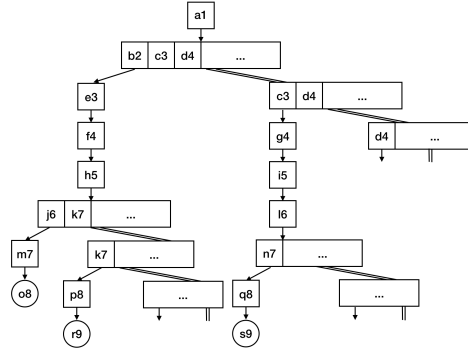 a1
b2 c3 d4 ...
e3 c3 d4 ...
f4 g4 d4 ...
h5 i5
j6 k7 ... l6
m7 k7 ... n7 ...
o8 p8 ... q8 ...
r9 s9